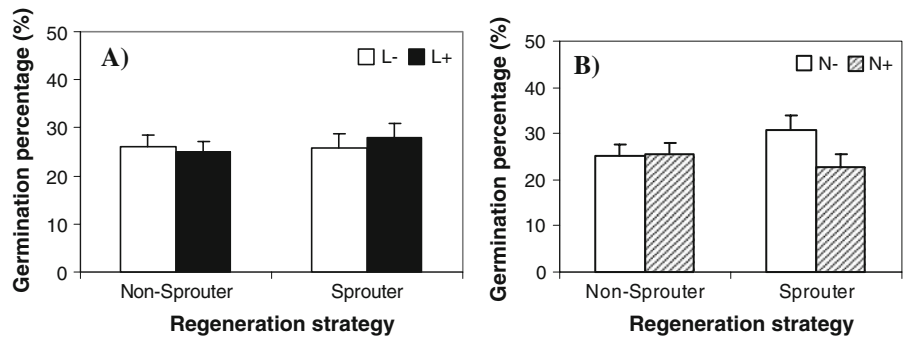 Germination percentage (%)
50
40
30
20
10
0
A)
L- L+
Non-Sprouter Sprouter
Regeneration strategy
Germination percentage (%)
50
40
30
20
10
0
B)
N- N+
Non-Sprouter Sprouter
Regeneration strategy